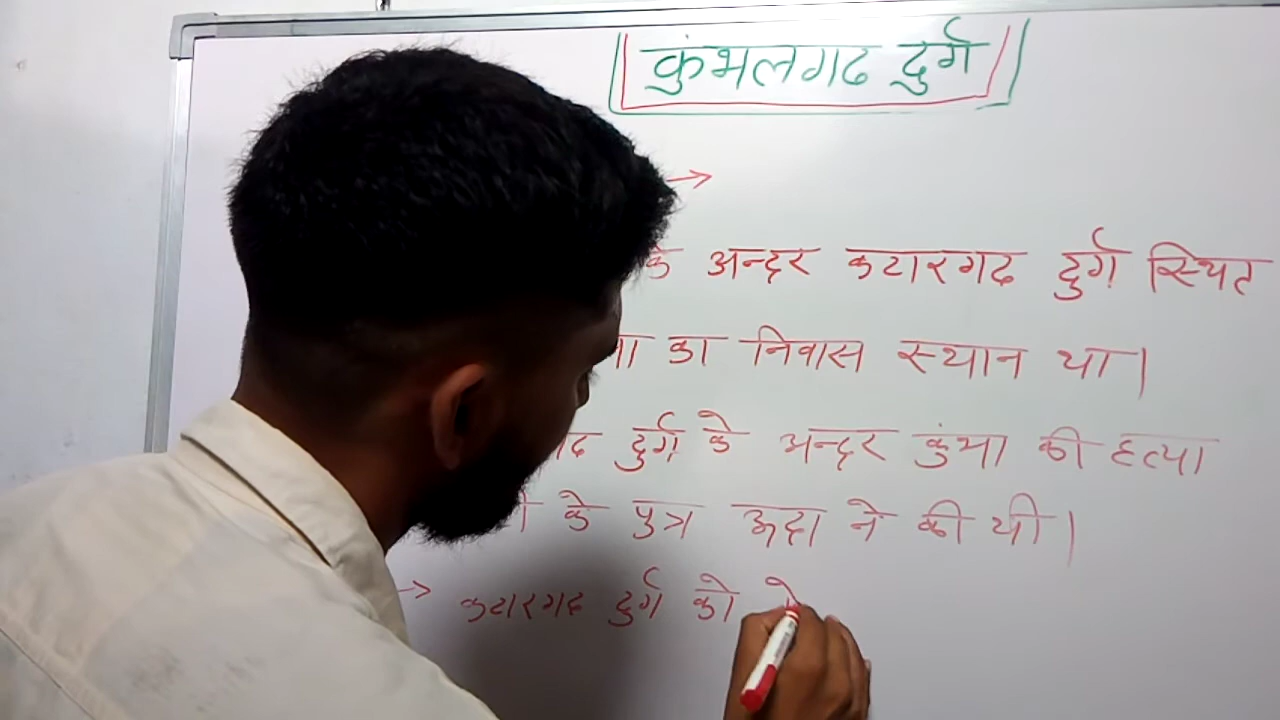 कुंभलगढ दुर्ग
→
के अन्दर कटारगढ दुर्ग स्थित
का निवास स्थान था।
दुर्ग के अन्दर कुंभा की हत्या
के पुत्र ऊदा ने की थी।
→ कटारगढ दुर्ग को